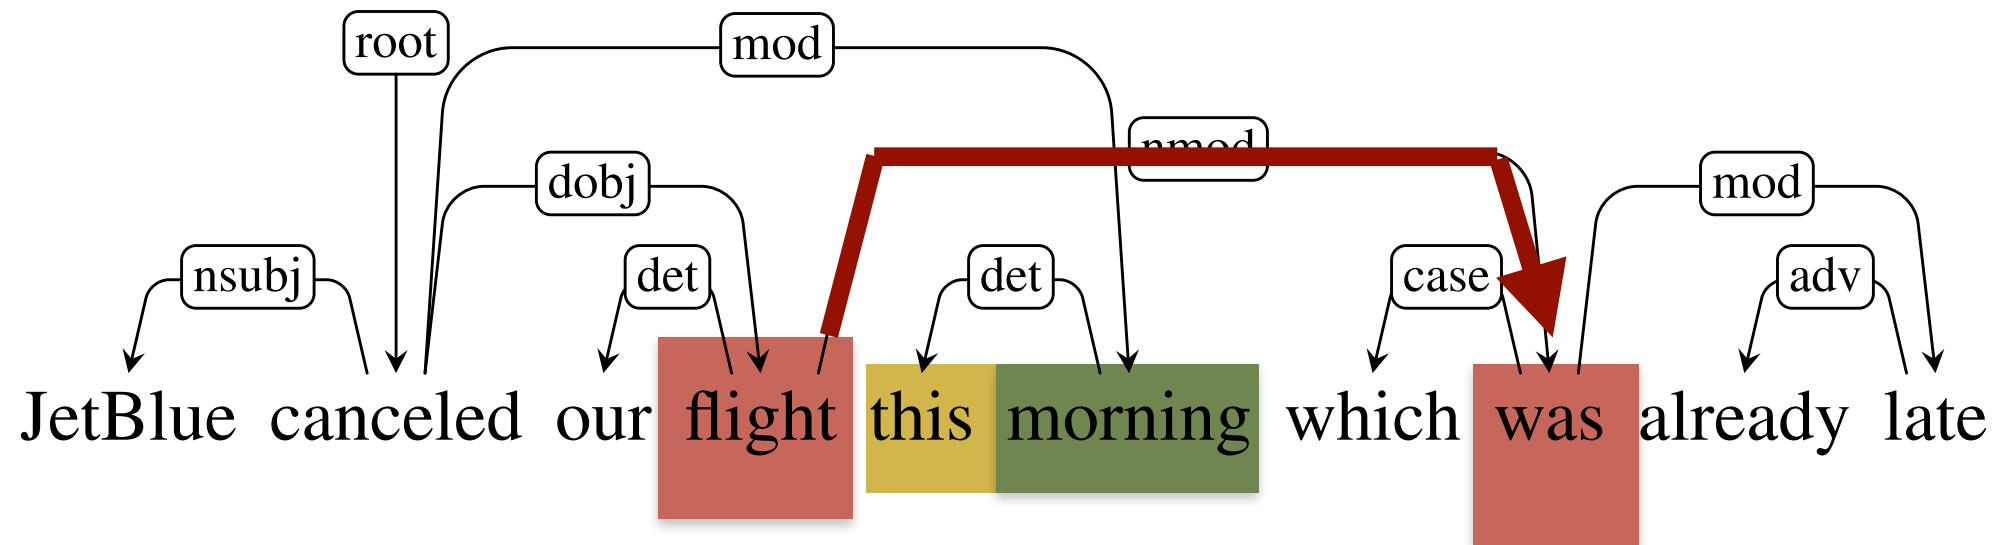 root mod
nmod
dobj mod
nsubj det det case adv
JetBlue canceled our flight this morning which was already late